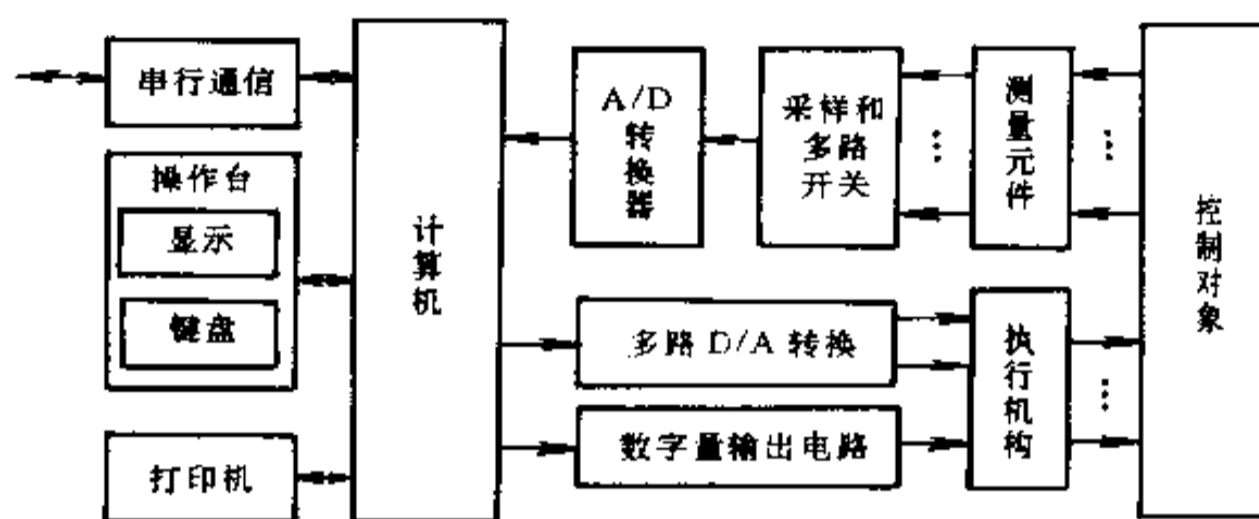 串行通信
操作台
显示
键盘
打印机
计
算
机
A/D
转
换
器
采样和
多路
开关
测
量
元
件
多路 D/A 转换
数字量输出电路
执
行
机
构
控
制
对
象